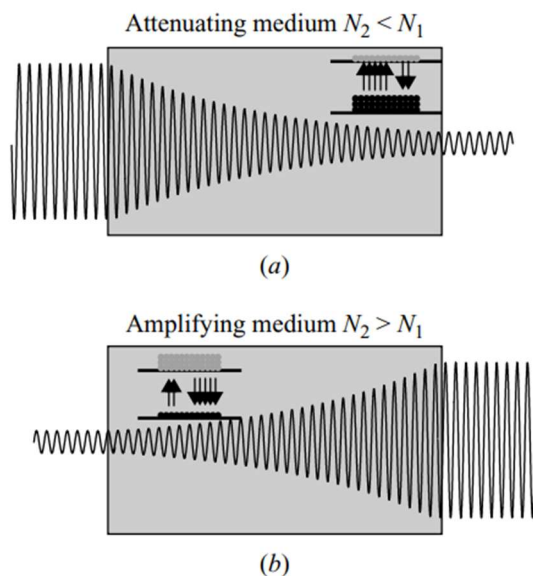 Attenuating medium N₂ < N₁
(a)
Amplifying medium N₂ > N₁
(b)